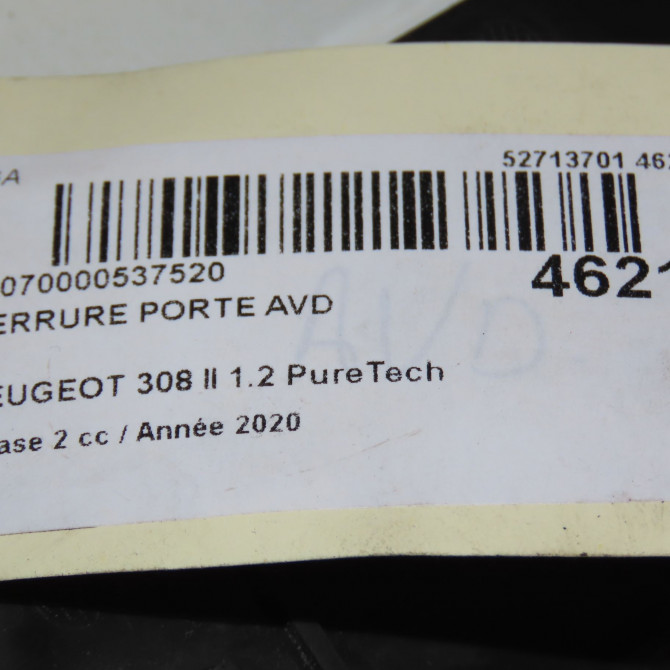 52713701 462
070000537520
4621
ERRURE PORTE AVD
AVD
EUGEOT 308 II 1.2 PureTech
ase 2 cc / Année 2020